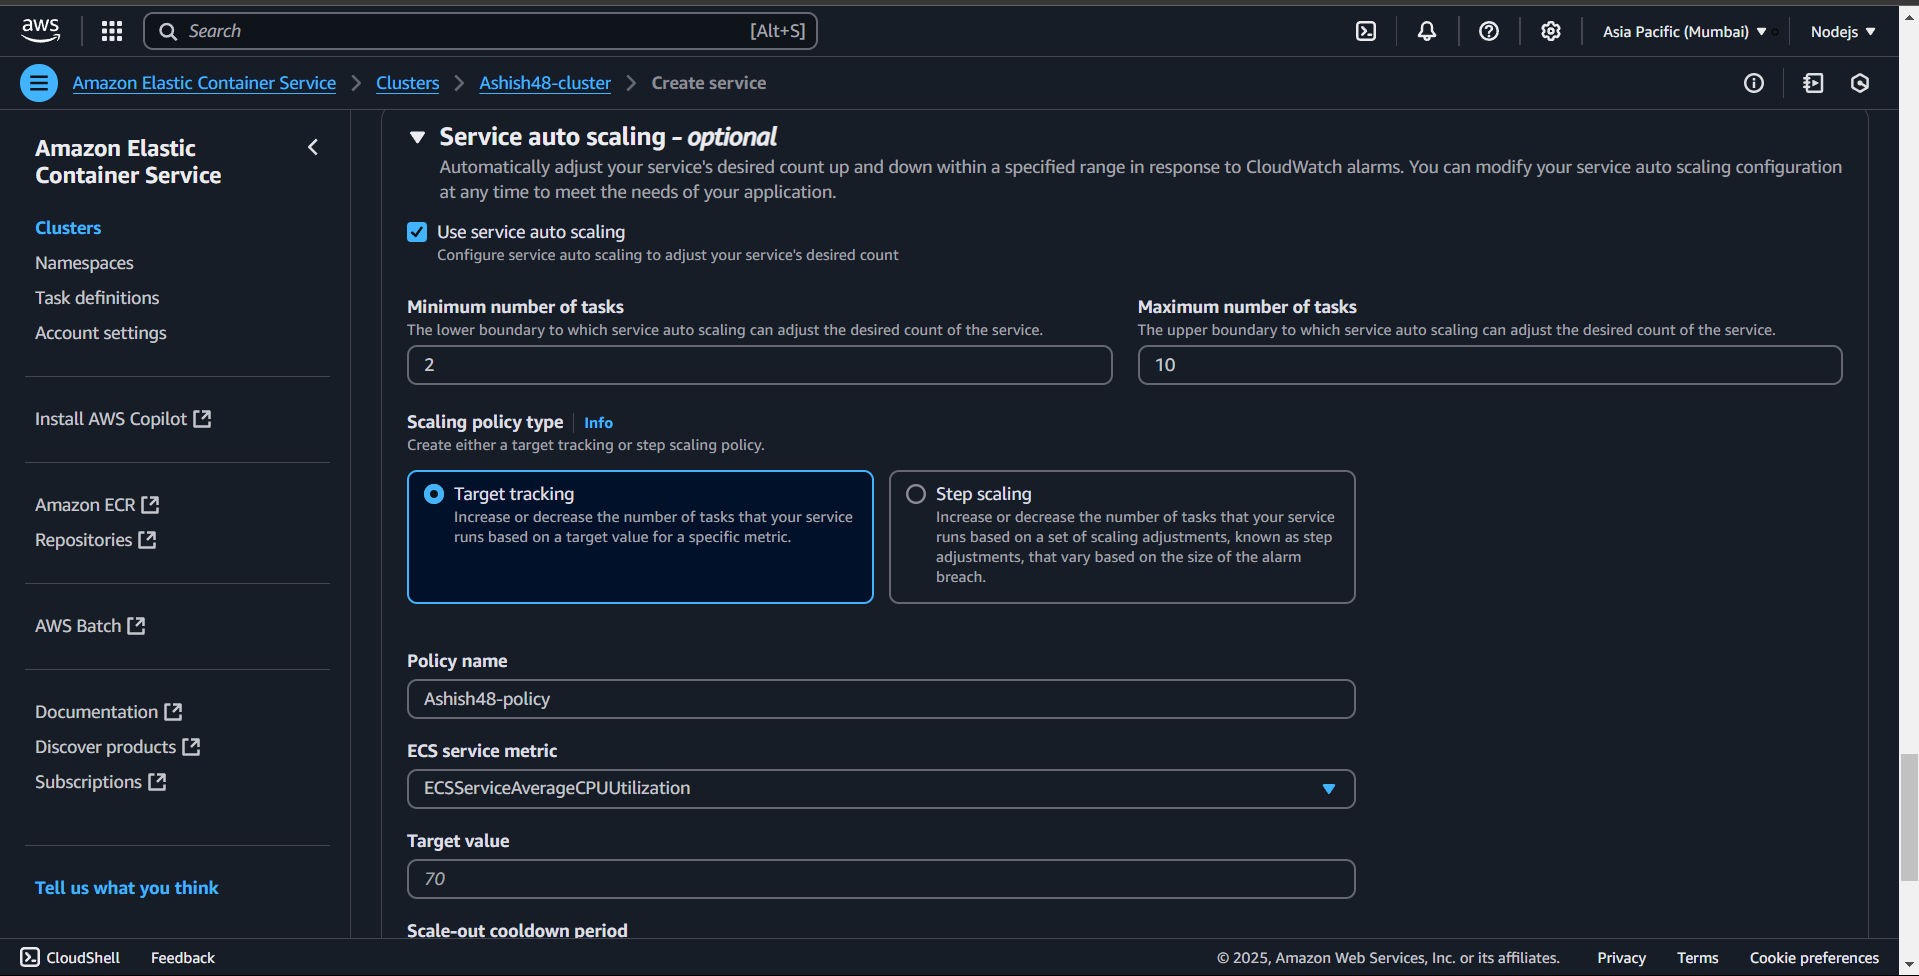 aws
Search [Alt+S]
Asia Pacific (Mumbai)
Nodejs
Amazon Elastic Container Service
Clusters
Ashish48-cluster
Create service
Amazon Elastic
Container Service
Clusters
Namespaces
Task definitions
Account settings
Install AWS Copilot
Amazon ECR
Repositories
AWS Batch
Documentation
Discover products
Subscriptions
Tell us what you think
Service auto scaling - optional
Automatically adjust your service's desired count up and down within a specified range in response to CloudWatch alarms. You can modify your service auto scaling configuration
at any time to meet the needs of your application.
Use service auto scaling
Configure service auto scaling to adjust your service's desired count
Minimum number of tasks
The lower boundary to which service auto scaling can adjust the desired count of the service.
2
Maximum number of tasks
The upper boundary to which service auto scaling can adjust the desired count of the service.
10
Scaling policy type
Info
Create either a target tracking or step scaling policy.
Target tracking
Increase or decrease the number of tasks that your service
runs based on a target value for a specific metric.
Step scaling
Increase or decrease the number of tasks that your service
runs based on a set of scaling adjustments, known as step
adjustments, that vary based on the size of the alarm
breach.
Policy name
Ashish48-policy
ECS service metric
ECSServiceAverageCPUUtilization
Target value
70
Scale-out cooldown period
CloudShell
Feedback
© 2025, Amazon Web Services, Inc. or its affiliates.
Privacy
Terms
Cookie preferences